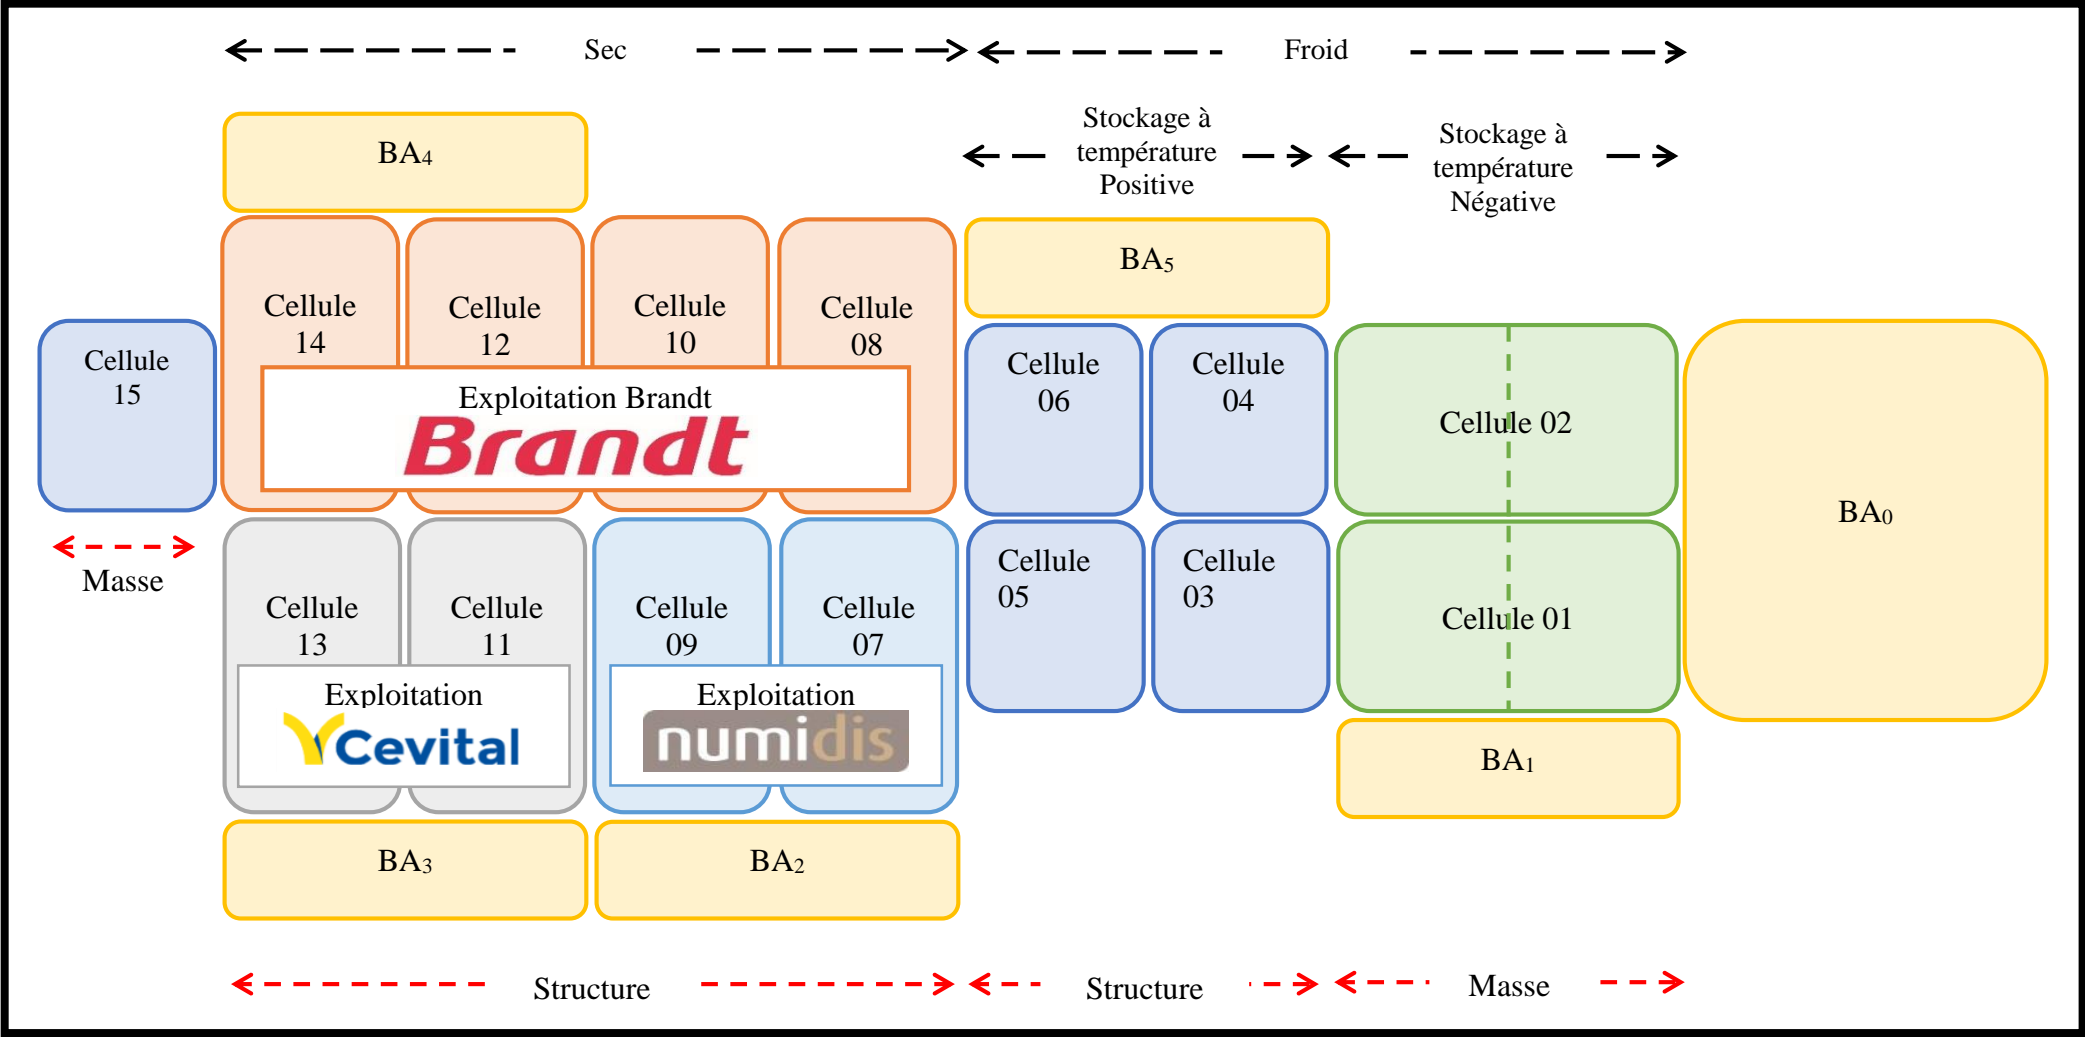 Sec
Froid
Stockage à
température
Positive
Stockage à
température
Négative
BA₄
BA₅
Cellule
15
Cellule
14
Cellule
12
Cellule
10
Cellule
08
Exploitation Brandt
Brandt
Cellule
06
Cellule
04
Cellule 02
BA₀
Masse
Cellule
13
Cellule
11
Cellule
09
Cellule
07
Cellule
05
Cellule
03
Cellule 01
Exploitation
Cevital
Exploitation
numidis
BA₁
BA₃
BA₂
Structure
Structure
Masse